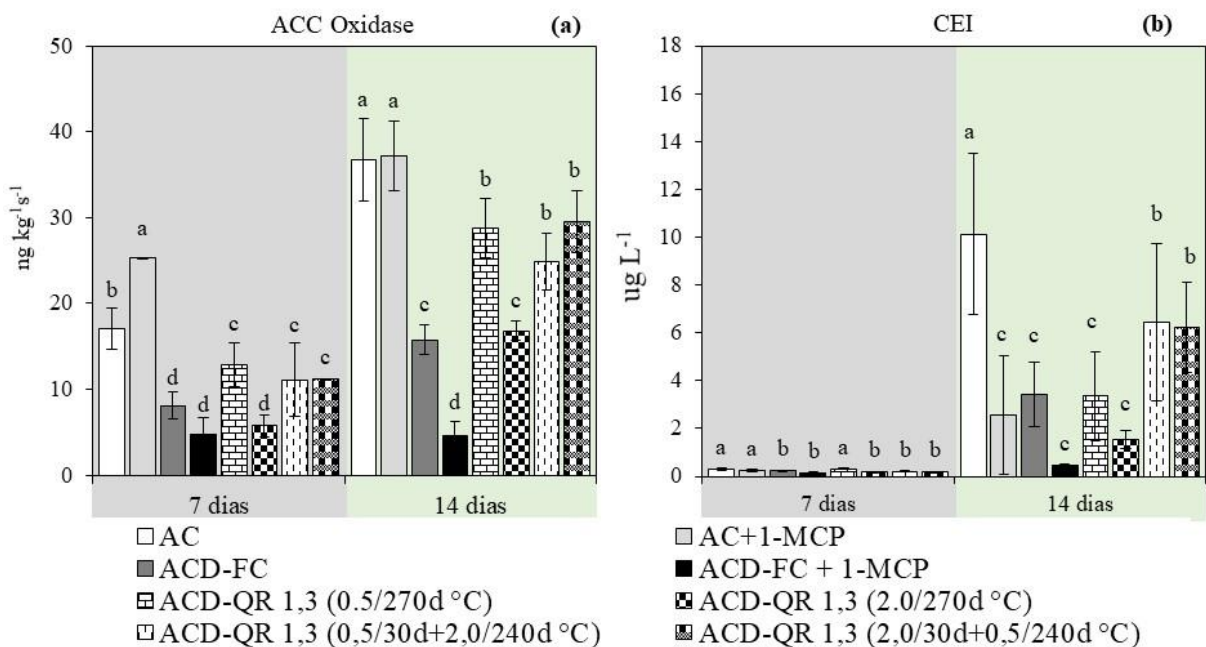 ACC Oxidase (a)
ng kg⁻¹s⁻¹
50
40
30
20
10
0
b a d d c d c c
a a c d b c b b
7 dias 14 dias
CEI (b)
ug L⁻¹
18
16
14
12
10
8
6
4
2
0
a a b b a b b b
a c c c c c b b
7 dias 14 dias
AC
ACD-FC
ACD-QR 1,3 (0.5/270d °C)
ACD-QR 1,3 (0,5/30d+2,0/240d °C)
AC+1-MCP
ACD-FC + 1-MCP
ACD-QR 1,3 (2.0/270d °C)
ACD-QR 1,3 (2,0/30d+0,5/240d °C)